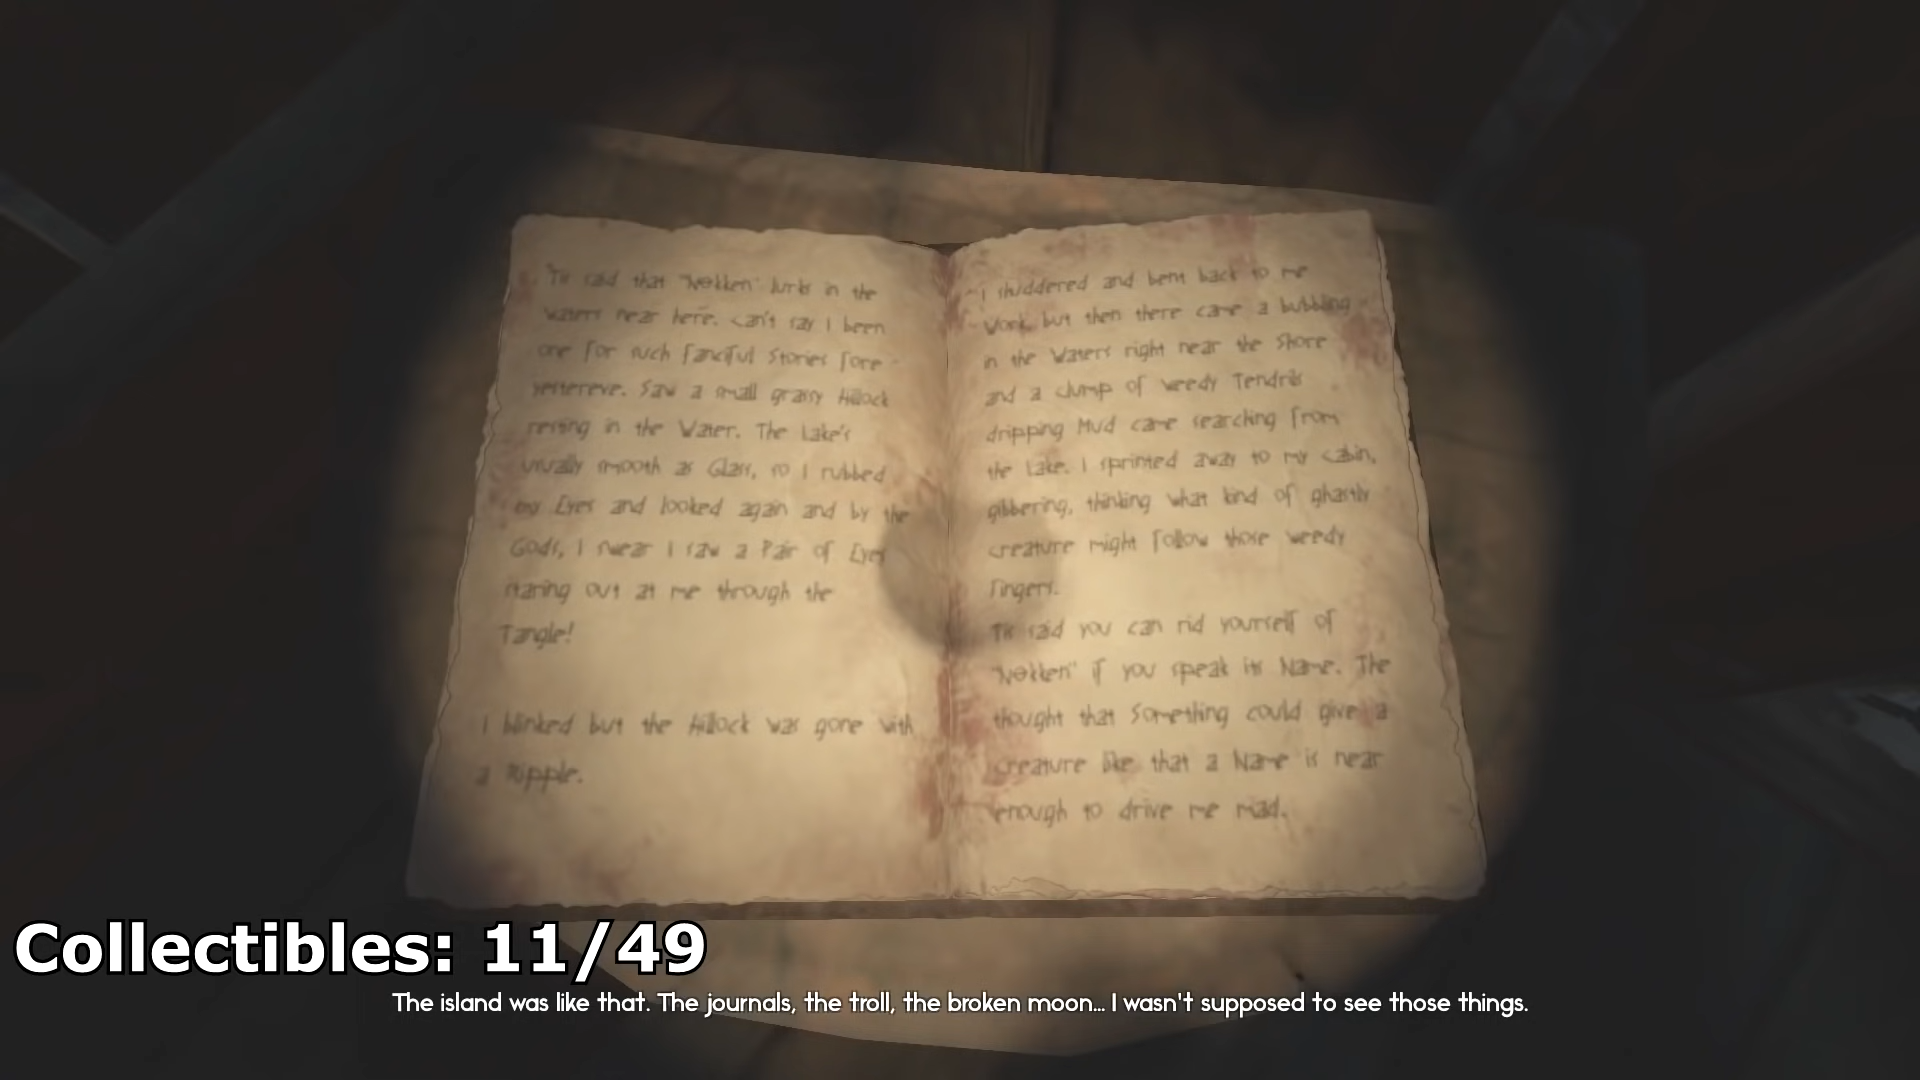 'Tis said that "Nøkken" lurks in the
waters near here. Can't say I been
one for such fanciful Stories fore
yestereve. Saw a small grassy Hillock
resting in the Water. The Lake's
usually smooth as Glass, so I rubbed
my Eyes and looked again and by the
Gods, I swear I saw a Pair of Eyes
staring out at me through the
Tangle!
I blinked but the Hillock was gone with
a Ripple.
I shuddered and bent back to me
Work, but then there came a bubbling
in the Waters right near the Shore
and a clump of weedy Tendrils
dripping Mud came searching from
the Lake. I sprinted away to my cabin,
gibbering, thinking what kind of ghastly
creature might follow those weedy
fingers.
Tis said you can rid yourself of
"Nøkken" if you speak its Name. The
thought that Something could give a
creature like that a Name is near
enough to drive me mad.
Collectibles: 11/49
The island was like that. The journals, the troll, the broken moon... I wasn't supposed to see those things.